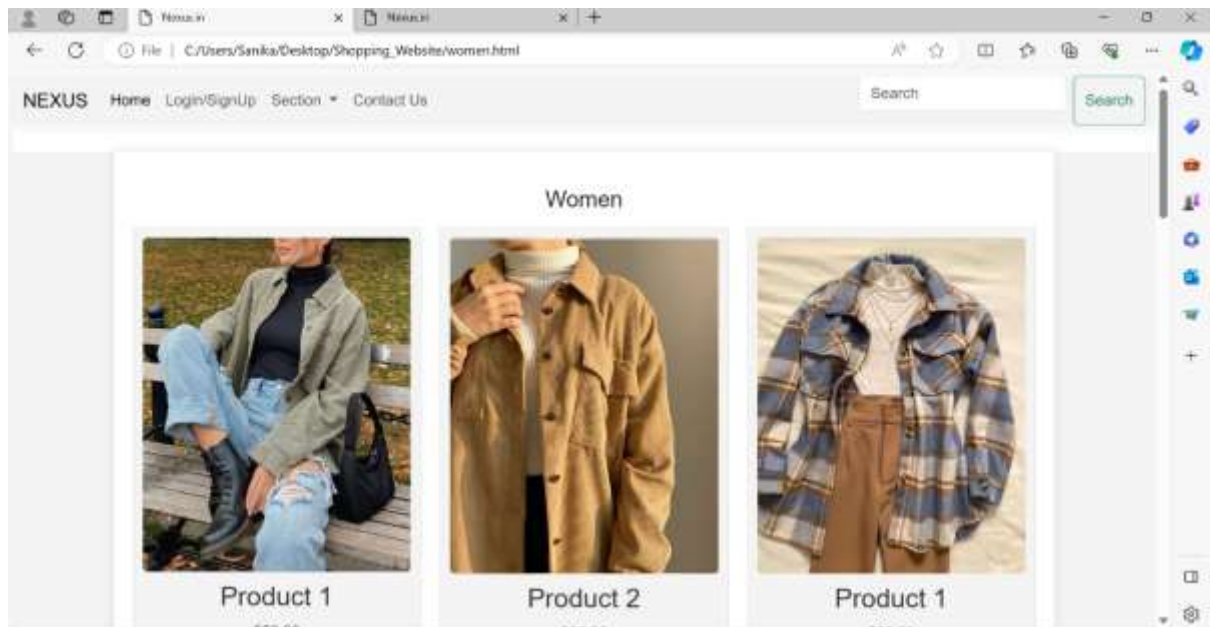 Nexus.in
Nexus.in
File | C:/Users/Sanika/Desktop/Shopping_Website/women.html
NEXUS Home Login/SignUp Section Contact Us Search Search
Women
Product 1 Product 2 Product 1